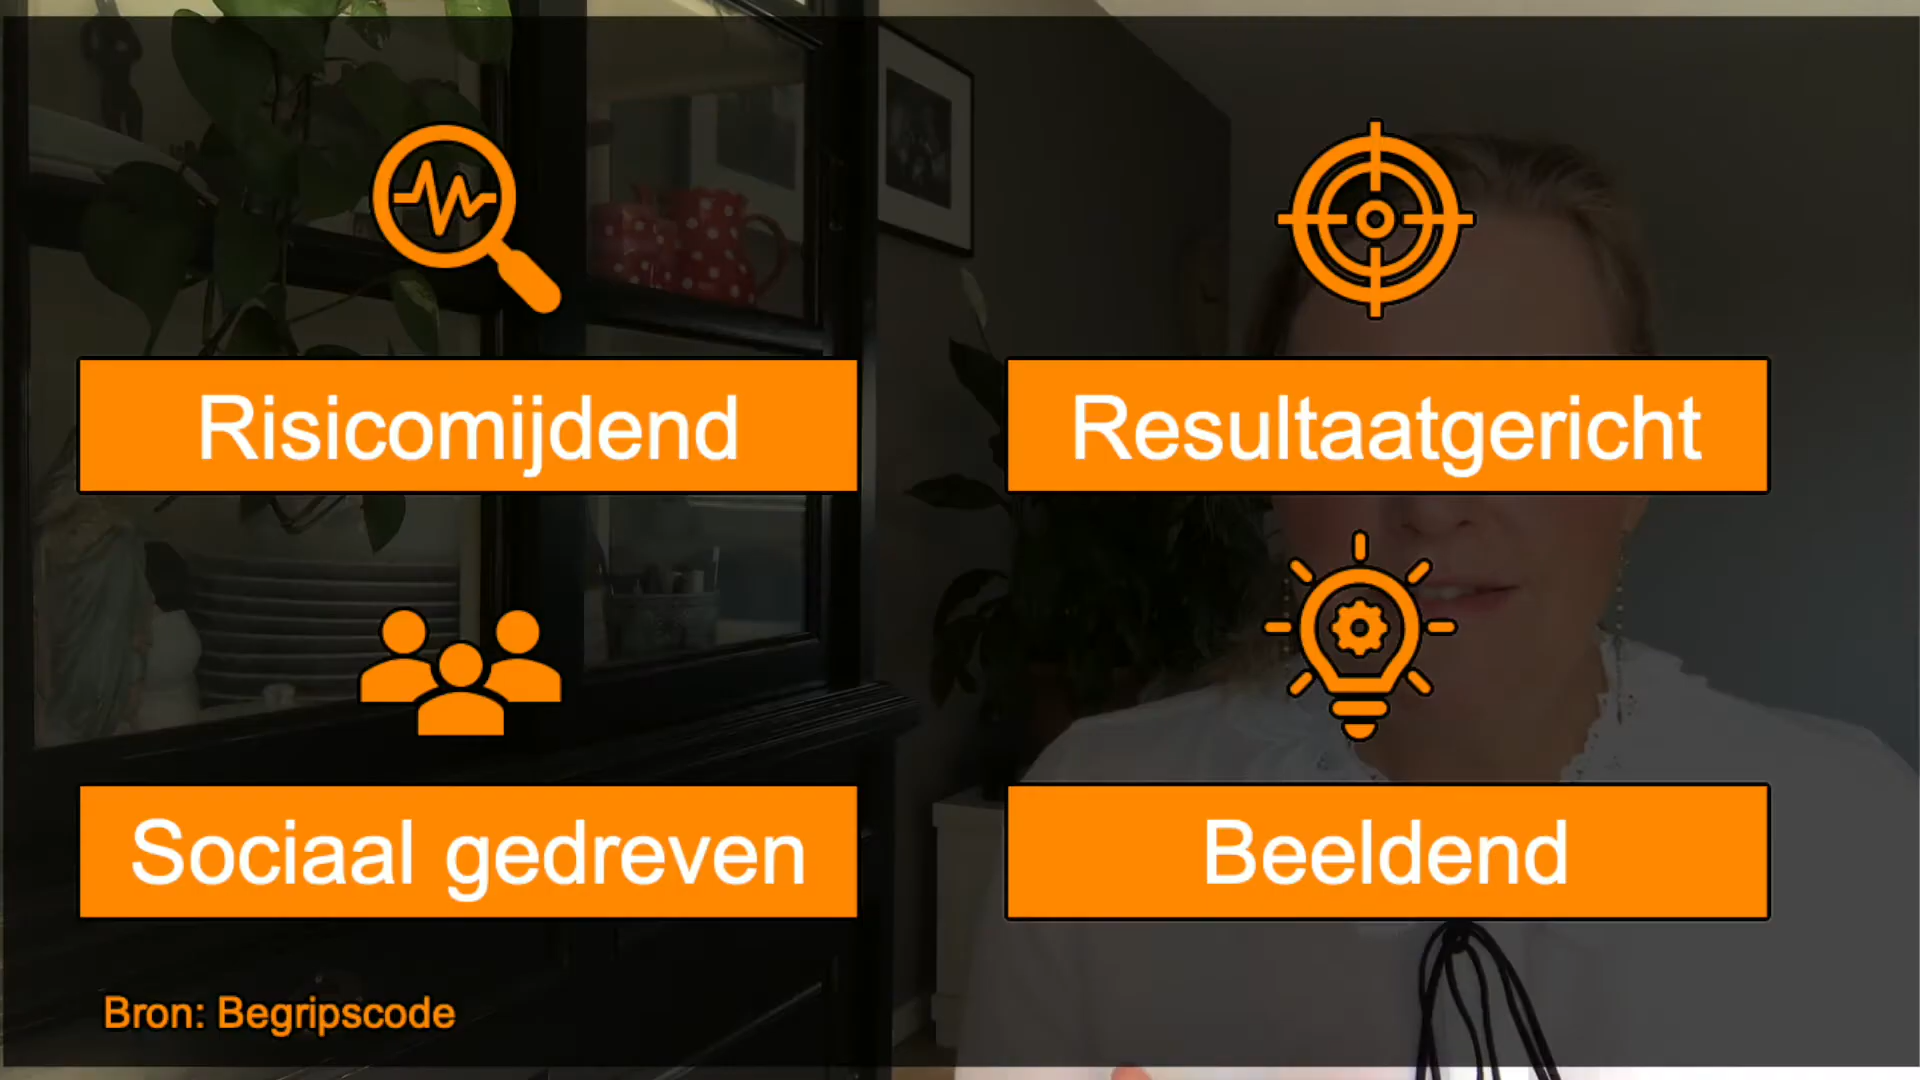 Risicomijdend
Resultaatgericht
Sociaal gedreven
Beeldend
Bron: Begripscode